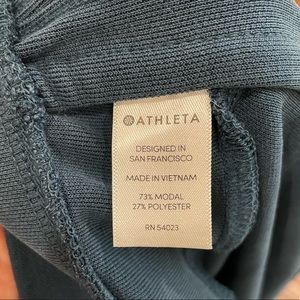 ATHLETA
DESIGNED IN
SAN FRANCISCO
MADE IN VIETNAM
73% MODAL
27% POLYESTER
RN 54023